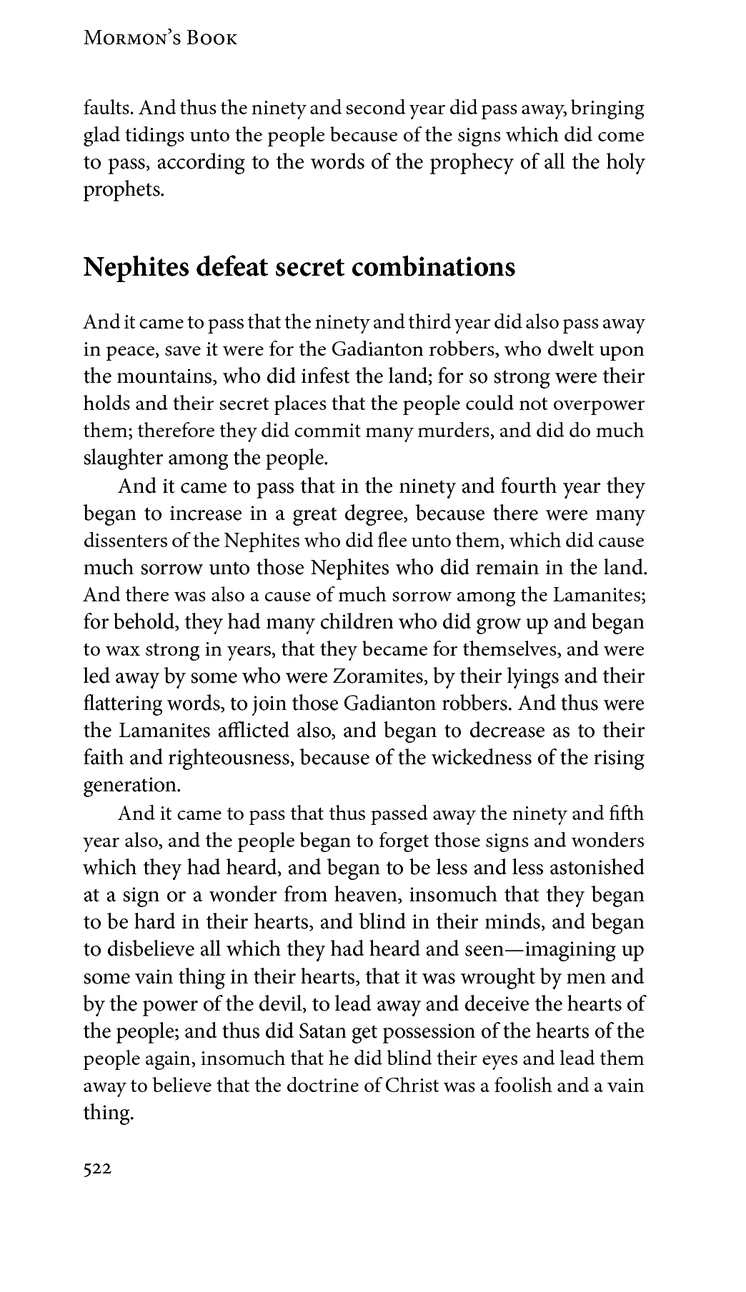 Mormon's Book
faults. And thus the ninety and second year did pass away, bringing
glad tidings unto the people because of the signs which did come
to pass, according to the words of the prophecy of all the holy
prophets.
Nephites defeat secret combinations
And it came to pass that the ninety and third year did also pass away
in peace, save it were for the Gadianton robbers, who dwelt upon
the mountains, who did infest the land; for so strong were their
holds and their secret places that the people could not overpower
them; therefore they did commit many murders, and did do much
slaughter among the people.
And it came to pass that in the ninety and fourth year they
began to increase in a great degree, because there were many
dissenters of the Nephites who did flee unto them, which did cause
much sorrow unto those Nephites who did remain in the land.
And there was also a cause of much sorrow among the Lamanites;
for behold, they had many children who did grow up and began
to wax strong in years, that they became for themselves, and were
led away by some who were Zoramites, by their lyings and their
flattering words, to join those Gadianton robbers. And thus were
the Lamanites afflicted also, and began to decrease as to their
faith and righteousness, because of the wickedness of the rising
generation.
And it came to pass that thus passed away the ninety and fifth
year also, and the people began to forget those signs and wonders
which they had heard, and began to be less and less astonished
at a sign or a wonder from heaven, insomuch that they began
to be hard in their hearts, and blind in their minds, and began
to disbelieve all which they had heard and seen—imagining up
some vain thing in their hearts, that it was wrought by men and
by the power of the devil, to lead away and deceive the hearts of
the people; and thus did Satan get possession of the hearts of the
people again, insomuch that he did blind their eyes and lead them
away to believe that the doctrine of Christ was a foolish and a vain
thing.
522